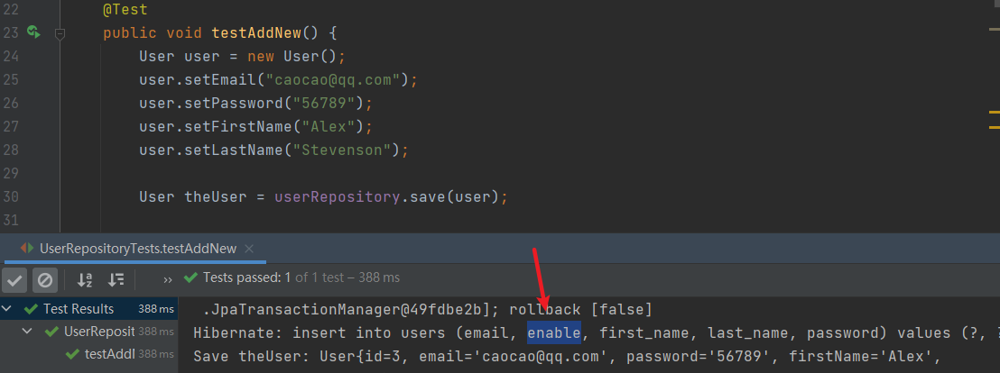 22 @Test
23 public void testAddNew() {
24 User user = new User();
25 user.setEmail("caocao@qq.com");
26 user.setPassword("56789");
27 user.setFirstName("Alex");
28 user.setLastName("Stevenson");
29
30 User theUser = userRepository.save(user);
31
UserRepositoryTests.testAddNew ×
» Tests passed: 1 of 1 test – 388 ms
Test Results 388 ms
.JpaTransactionManager@49fdbe2b]; rollback [false]
UserReposit 388 ms
Hibernate: insert into users (email, enable, first_name, last_name, password) values (?, ?
testAddI 388 ms
Save theUser: User{id=3, email='caocao@qq.com', password='56789', firstName='Alex',